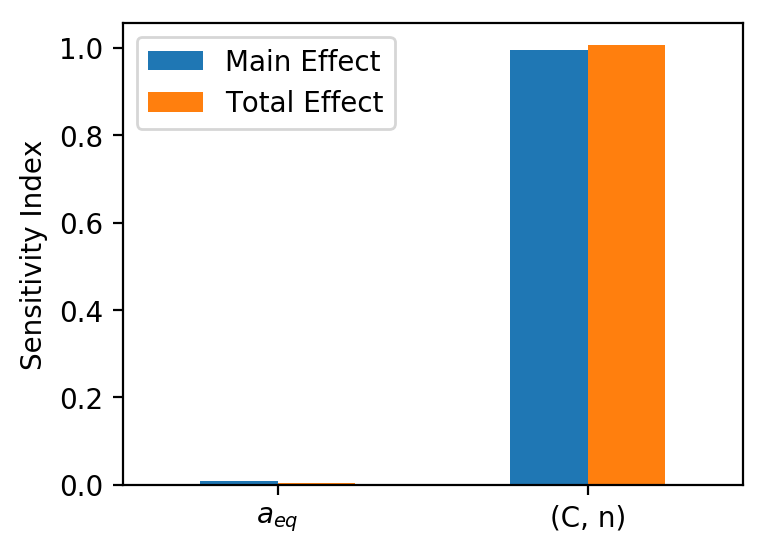 Main Effect
Total Effect
Sensitivity Index
1.0
0.8
0.6
0.4
0.2
0.0
a_eq
(C, n)